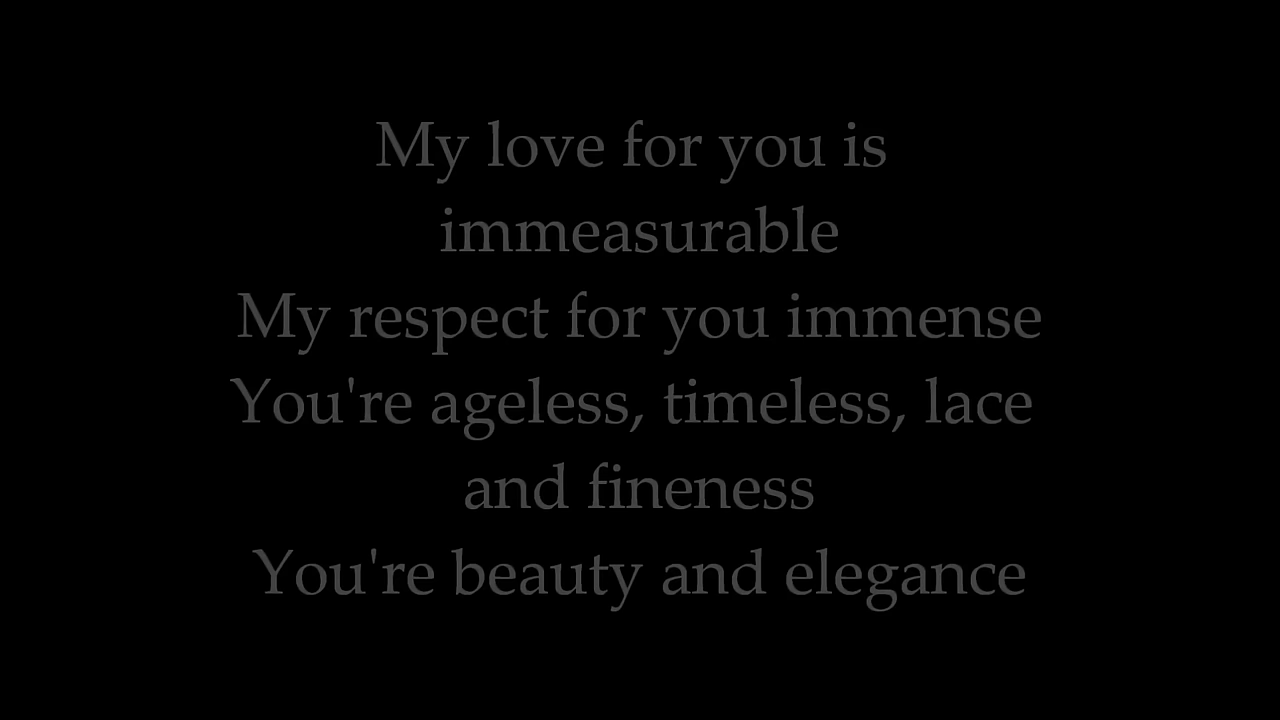 My love for you is
immeasurable
My respect for you immense
You're ageless, timeless, lace
and fineness
You're beauty and elegance